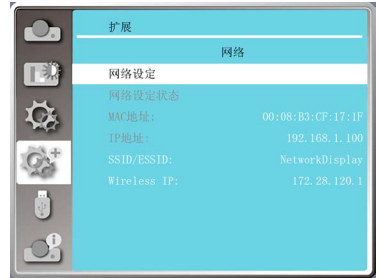 扩展
网络
网络设定
网络设定状态
MAC地址: 00:08:B3:CF:17:1F
IP地址: 192.168.1.100
SSID/ESSID: NetworkDisplay
Wireless IP: 172.28.120.1